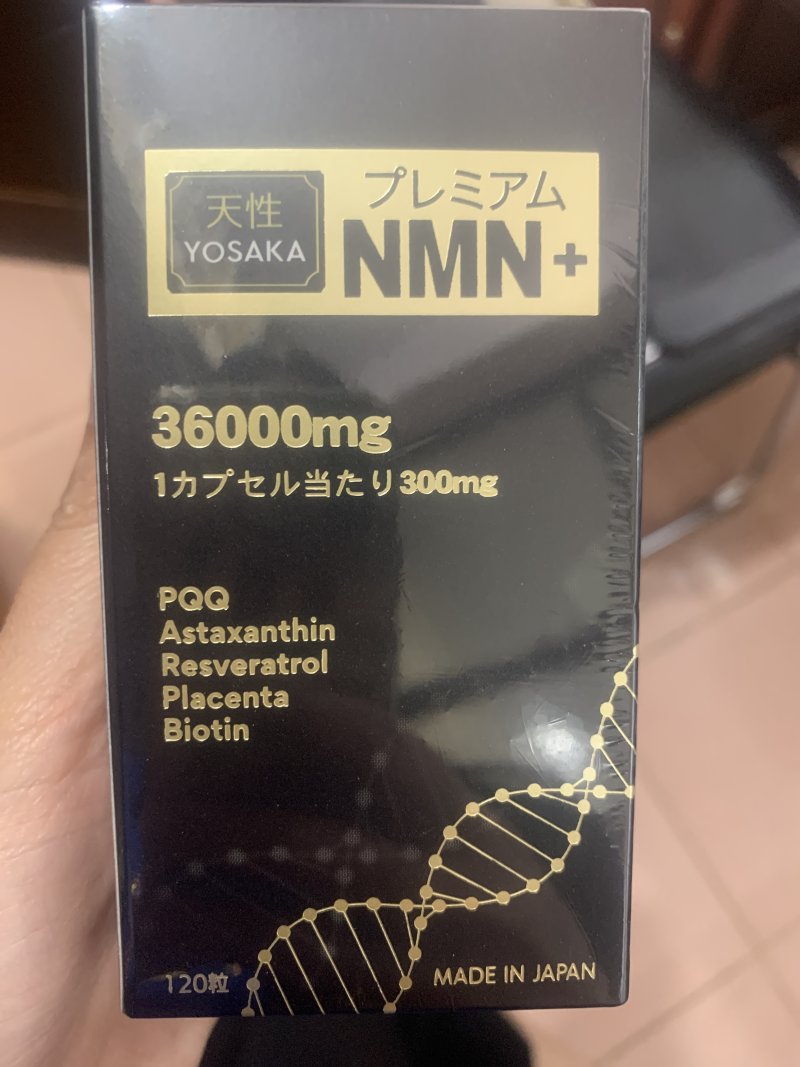 天性
YOSAKA
プレミアム
NMN+
36000mg
1カプセル当たり300mg
PQQ
Astaxanthin
Resveratrol
Placenta
Biotin
120粒
MADE IN JAPAN